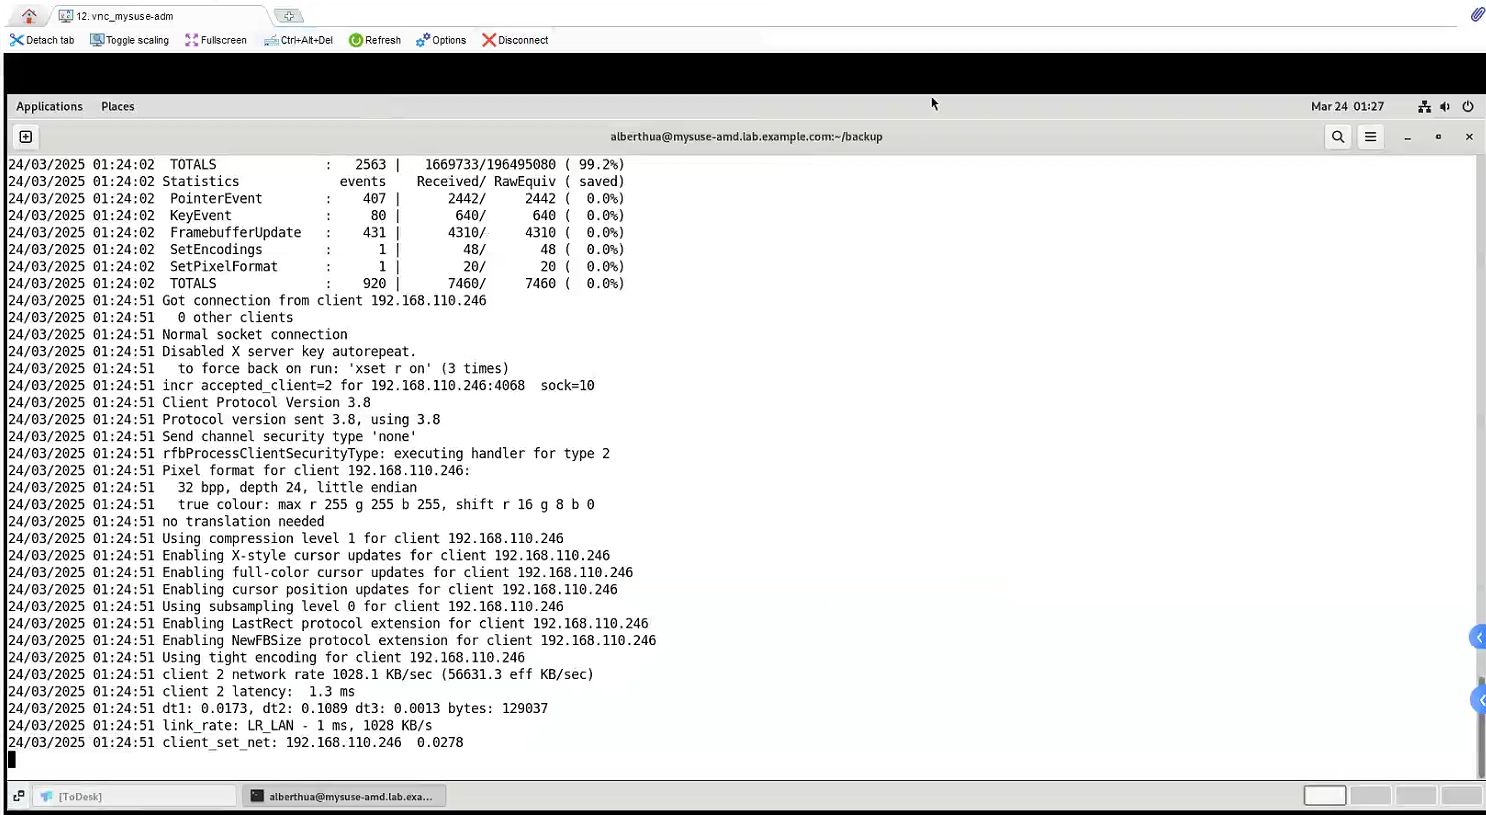 12. vnc_mysuse-adm
Detach tab Toggle scaling Fullscreen Ctrl+Alt+Del Refresh Options Disconnect
Applications Places Mar 24 01:27
alberthua@mysuse-amd.lab.example.com:~/backup
24/03/2025 01:24:02  TOTALS              :   2563 |   1669733/196495080 ( 99.2%)
24/03/2025 01:24:02 Statistics             events    Received/ RawEquiv ( saved)
24/03/2025 01:24:02  PointerEvent        :    407 |      2442/     2442 (  0.0%)
24/03/2025 01:24:02  KeyEvent            :     80 |       640/      640 (  0.0%)
24/03/2025 01:24:02  FramebufferUpdate   :    431 |      4310/     4310 (  0.0%)
24/03/2025 01:24:02  SetEncodings        :      1 |        48/       48 (  0.0%)
24/03/2025 01:24:02  SetPixelFormat      :      1 |        20/       20 (  0.0%)
24/03/2025 01:24:02  TOTALS              :    920 |      7460/     7460 (  0.0%)
24/03/2025 01:24:51 Got connection from client 192.168.110.246
24/03/2025 01:24:51   0 other clients
24/03/2025 01:24:51 Normal socket connection
24/03/2025 01:24:51 Disabled X server key autorepeat.
24/03/2025 01:24:51   to force back on run: 'xset r on' (3 times)
24/03/2025 01:24:51 incr accepted_client=2 for 192.168.110.246:4068  sock=10
24/03/2025 01:24:51 Client Protocol Version 3.8
24/03/2025 01:24:51 Protocol version sent 3.8, using 3.8
24/03/2025 01:24:51 Send channel security type 'none'
24/03/2025 01:24:51 rfbProcessClientSecurityType: executing handler for type 2
24/03/2025 01:24:51 Pixel format for client 192.168.110.246:
24/03/2025 01:24:51   32 bpp, depth 24, little endian
24/03/2025 01:24:51   true colour: max r 255 g 255 b 255, shift r 16 g 8 b 0
24/03/2025 01:24:51 no translation needed
24/03/2025 01:24:51 Using compression level 1 for client 192.168.110.246
24/03/2025 01:24:51 Enabling X-style cursor updates for client 192.168.110.246
24/03/2025 01:24:51 Enabling full-color cursor updates for client 192.168.110.246
24/03/2025 01:24:51 Enabling cursor position updates for client 192.168.110.246
24/03/2025 01:24:51 Using subsampling level 0 for client 192.168.110.246
24/03/2025 01:24:51 Enabling LastRect protocol extension for client 192.168.110.246
24/03/2025 01:24:51 Enabling NewFBSize protocol extension for client 192.168.110.246
24/03/2025 01:24:51 Using tight encoding for client 192.168.110.246
24/03/2025 01:24:51 client 2 network rate 1028.1 KB/sec (56631.3 eff KB/sec)
24/03/2025 01:24:51 client 2 latency:  1.3 ms
24/03/2025 01:24:51 dt1: 0.0173, dt2: 0.1089 dt3: 0.0013 bytes: 129037
24/03/2025 01:24:51 link_rate: LR_LAN - 1 ms, 1028 KB/s
24/03/2025 01:24:51 client_set_net: 192.168.110.246  0.0278
[ToDesk] alberthua@mysuse-amd.lab.exa...